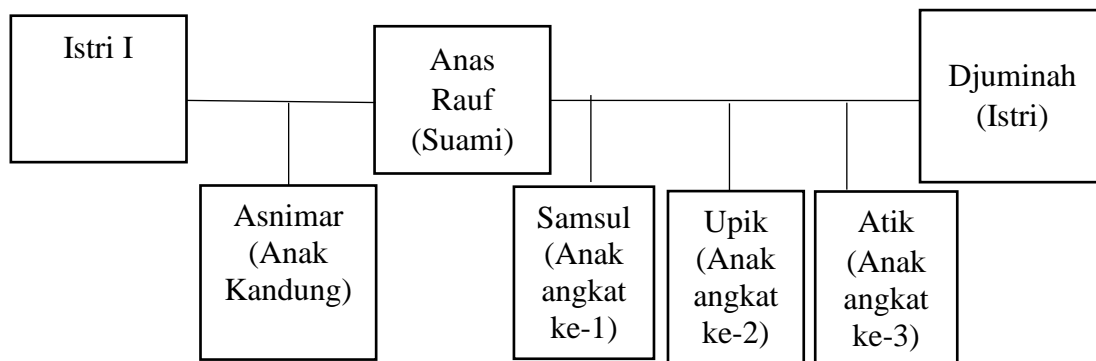 Istri I
Anas
Rauf
(Suami)
Djuminah
(Istri)
Asnimar
(Anak
Kandung)
Samsul
(Anak
angkat
ke-1)
Upik
(Anak
angkat
ke-2)
Atik
(Anak
angkat
ke-3)